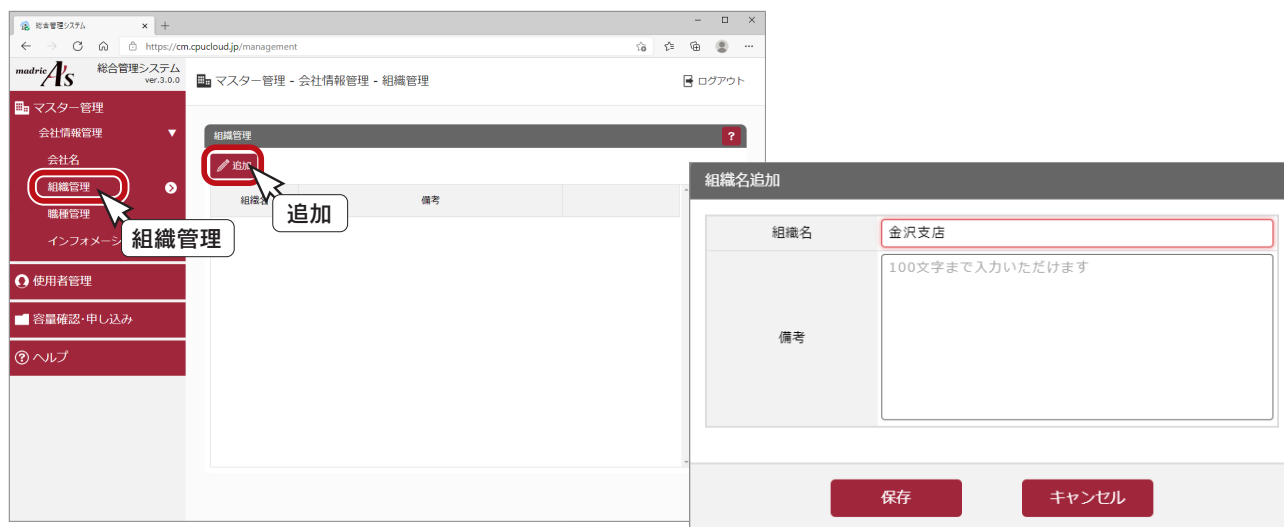 総合管理システム
https://cm.cpucloud.jp/management
madric A's
総合管理システム
ver.3.0.0
マスター管理 - 会社情報管理 - 組織管理
ログアウト
マスター管理
会社情報管理
会社名
組織管理
職種管理
インフォメーシ
使用者管理
容量確認・申し込み
ヘルプ
組織管理
?
追加
組織名
備考
追加
組織管理
組織名追加
組織名
金沢支店
備考
100文字まで入力いただけます
保存
キャンセル